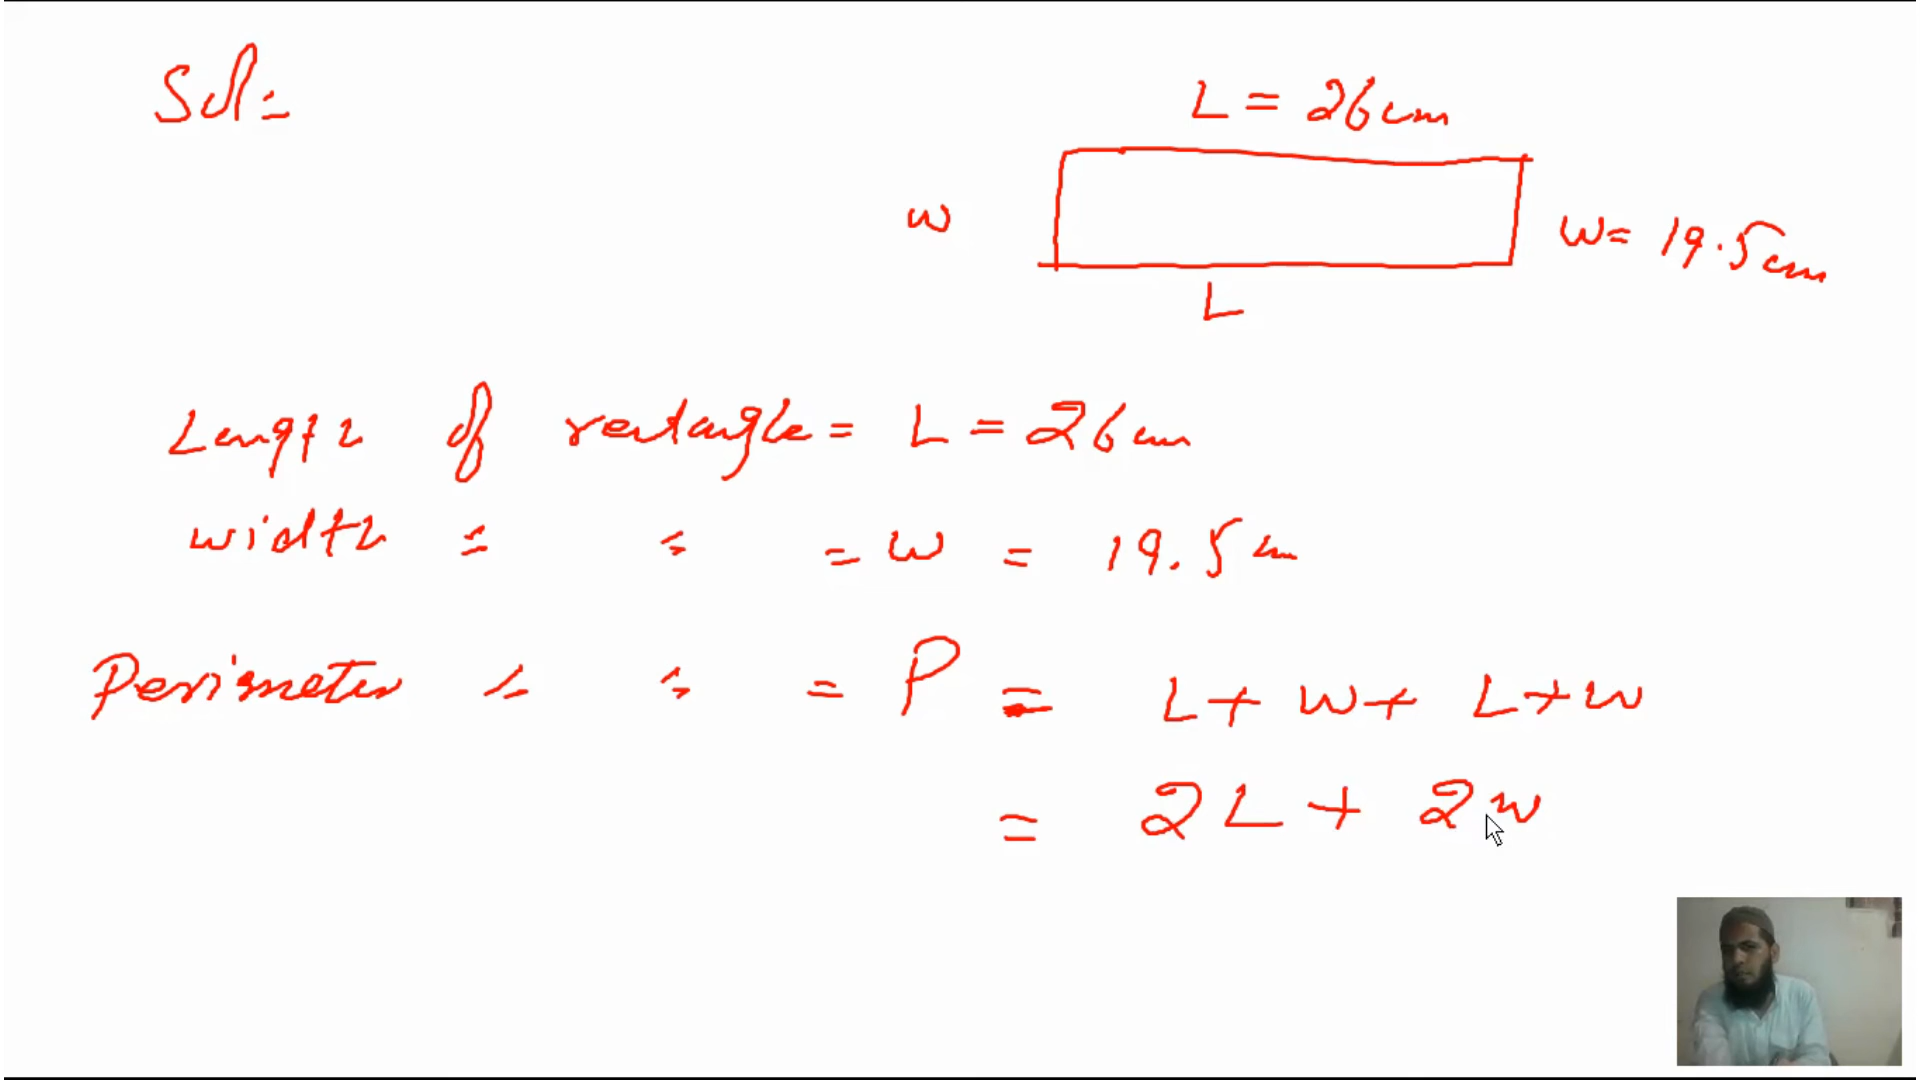 Sol=
L = 26cm
w
w= 19.5cm
L
Length of rectangle = L = 26cm
width = = = w = 19.5cm
Perimeter = = = P = L+ w+ L+w
= 2L + 2w